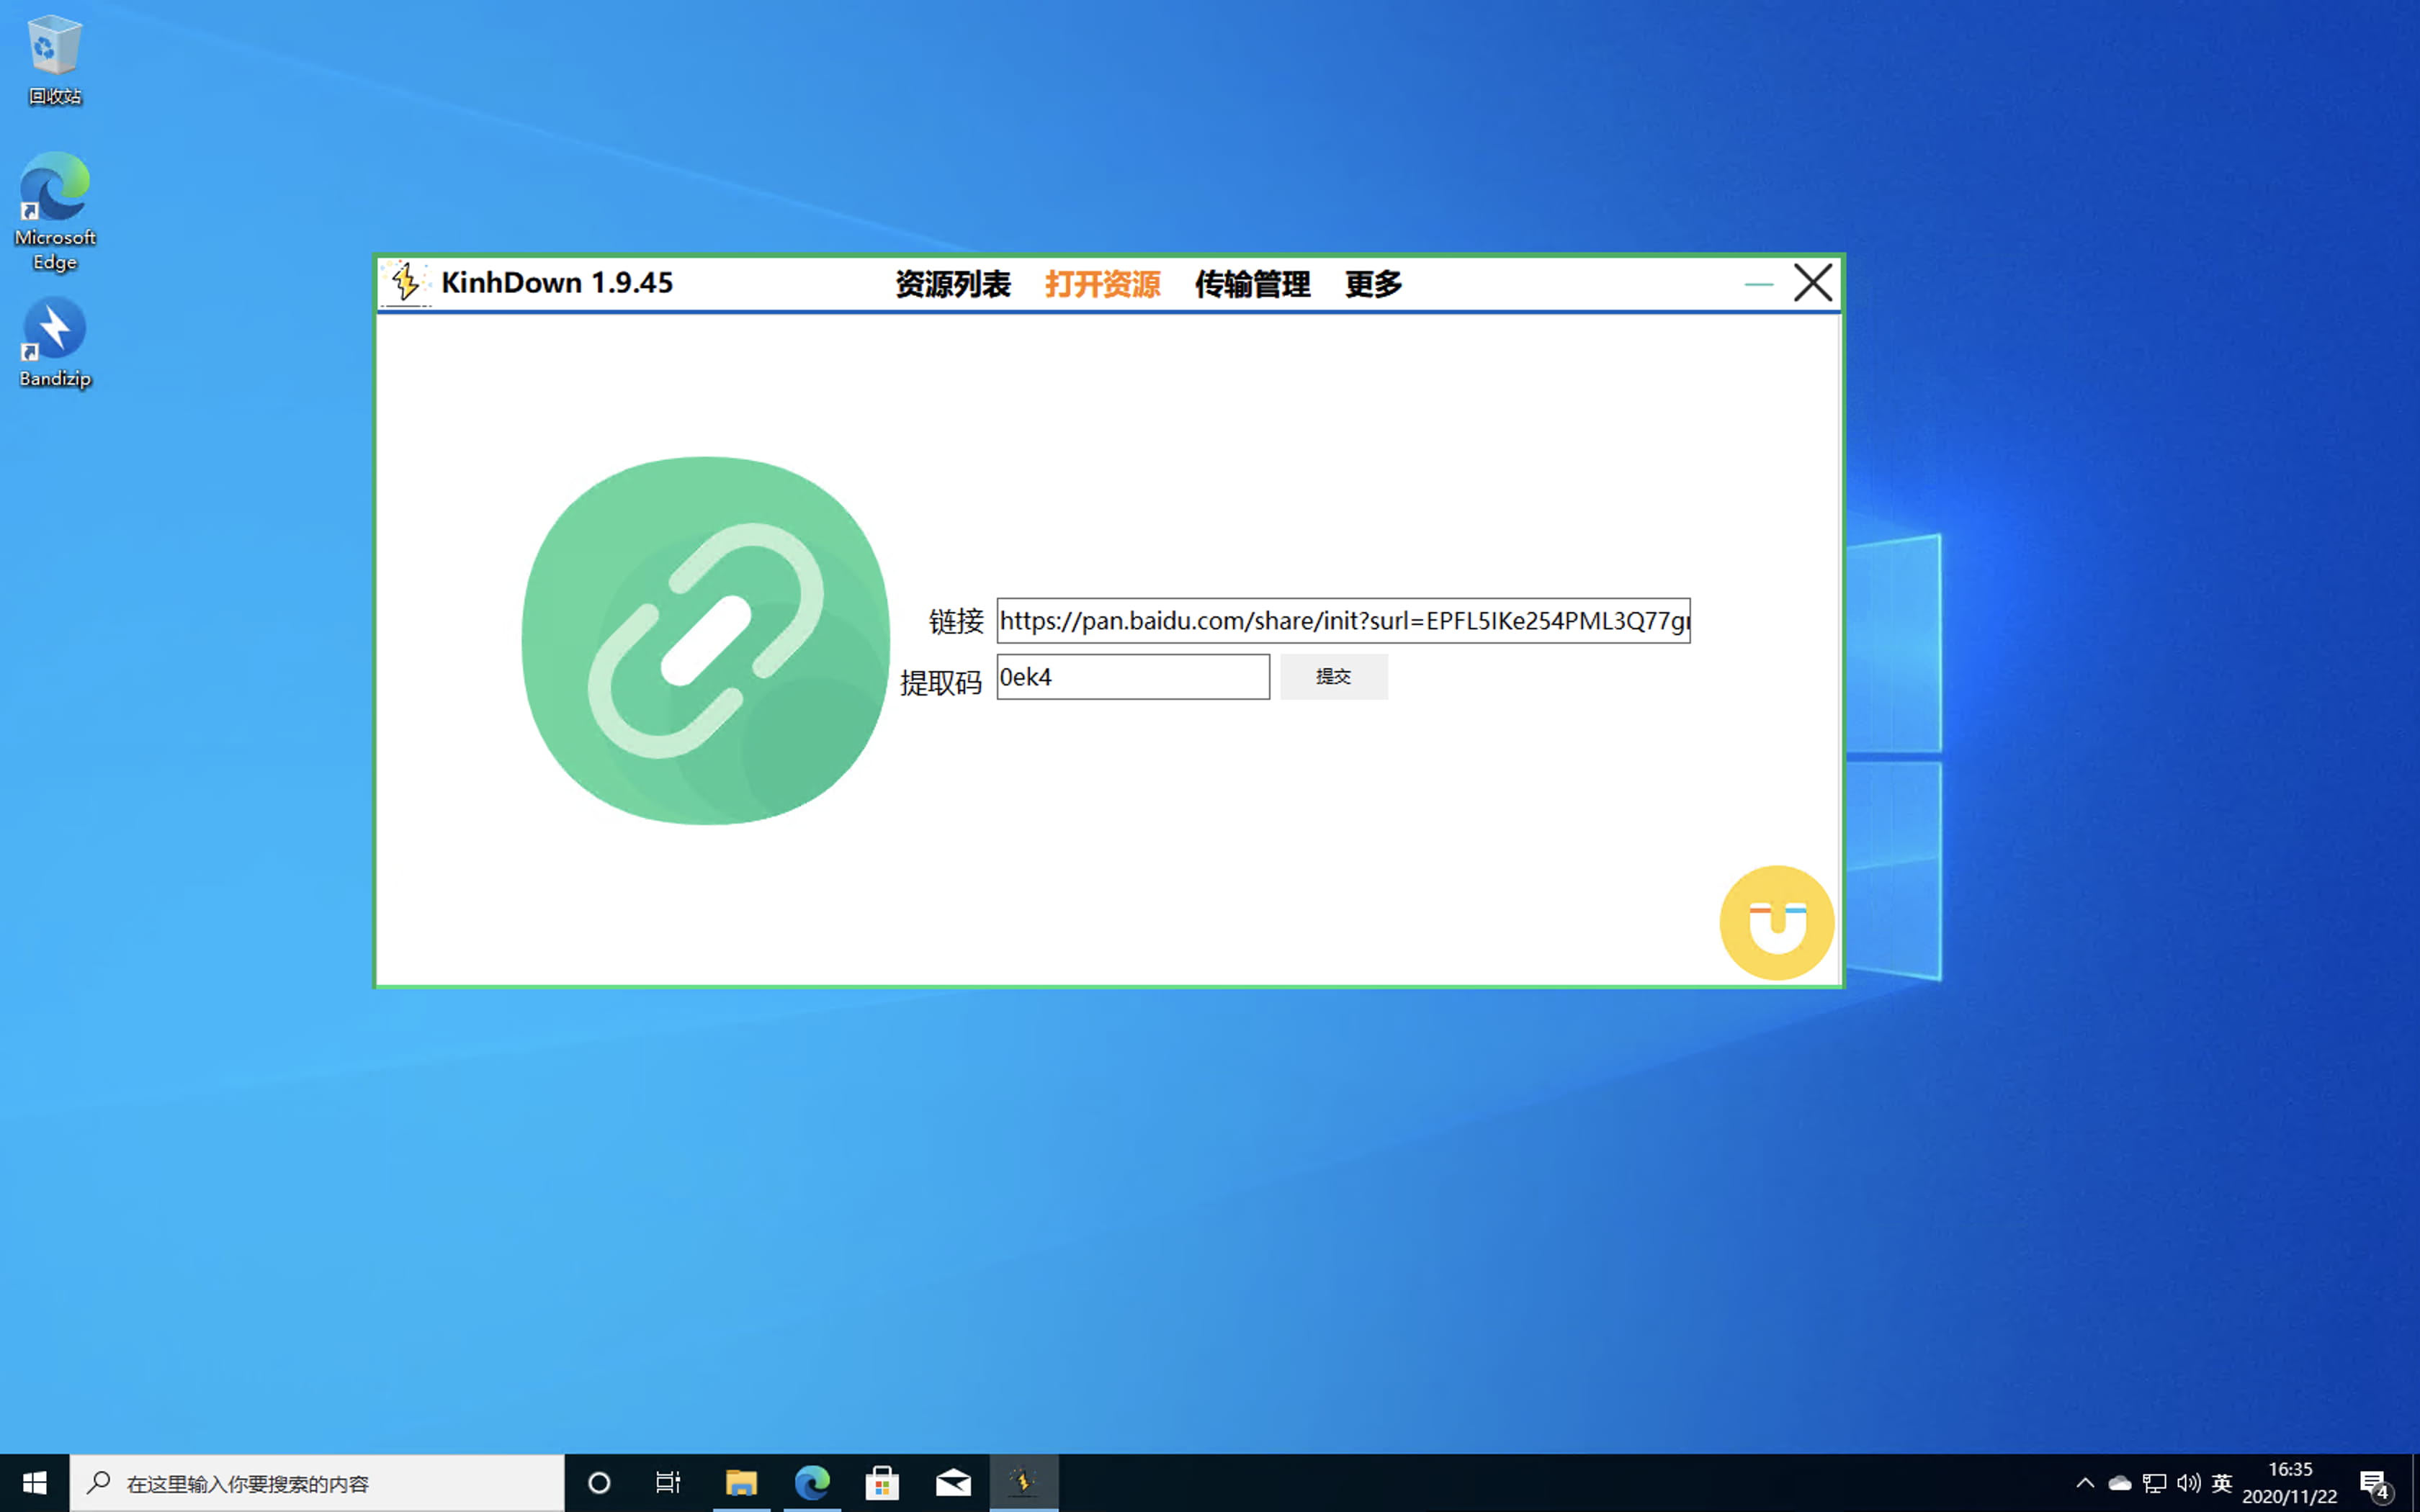 回收站
Microsoft
Edge
Bandizip
KinhDown 1.9.45
资源列表 打开资源 传输管理 更多
链接 https://pan.baidu.com/share/init?surl=EPFL5IKe254PML3Q77g
提取码 0ek4 提交
在这里输入你要搜索的内容
英
16:35
2020/11/22
4